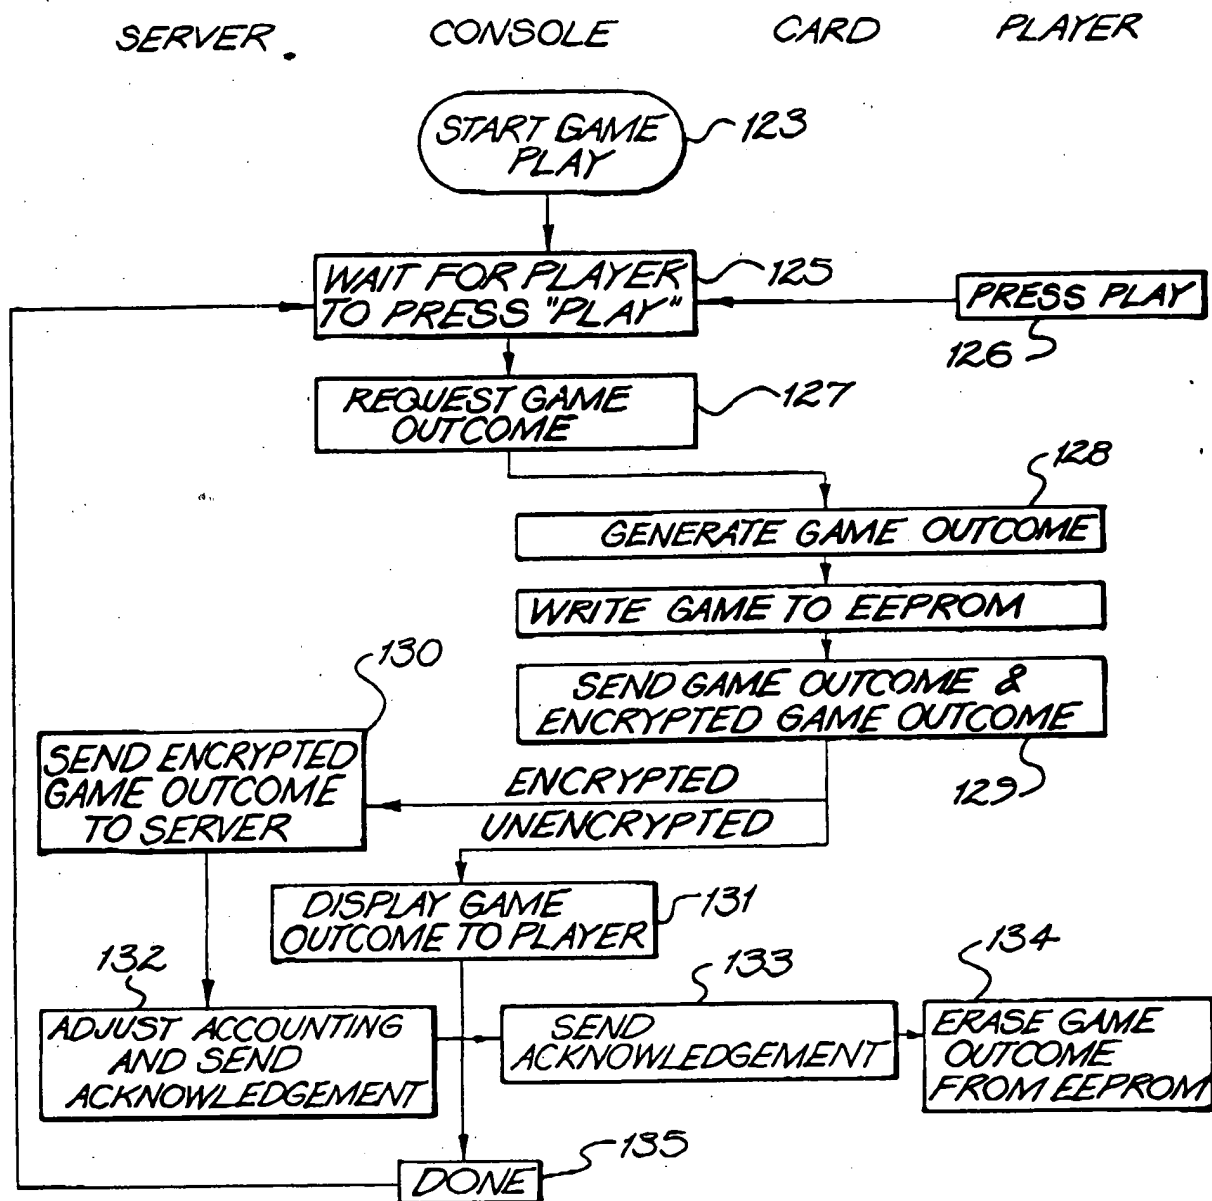 SERVER. CONSOLE CARD PLAYER
START GAME
PLAY
123
WAIT FOR PLAYER
TO PRESS "PLAY"
125
PRESS PLAY
126
REQUEST GAME
OUTCOME
127
128
GENERATE GAME OUTCOME
WRITE GAME TO EEPROM
SEND GAME OUTCOME &
ENCRYPTED GAME OUTCOME
129
130
SEND ENCRYPTED
GAME OUTCOME
TO SERVER
ENCRYPTED
UNENCRYPTED
DISPLAY GAME
OUTCOME TO PLAYER
131
132
ADJUST ACCOUNTING
AND SEND
ACKNOWLEDGEMENT
133
SEND
ACKNOWLEDGEMENT
134
ERASE GAME
OUTCOME
FROM EEPROM
DONE
135